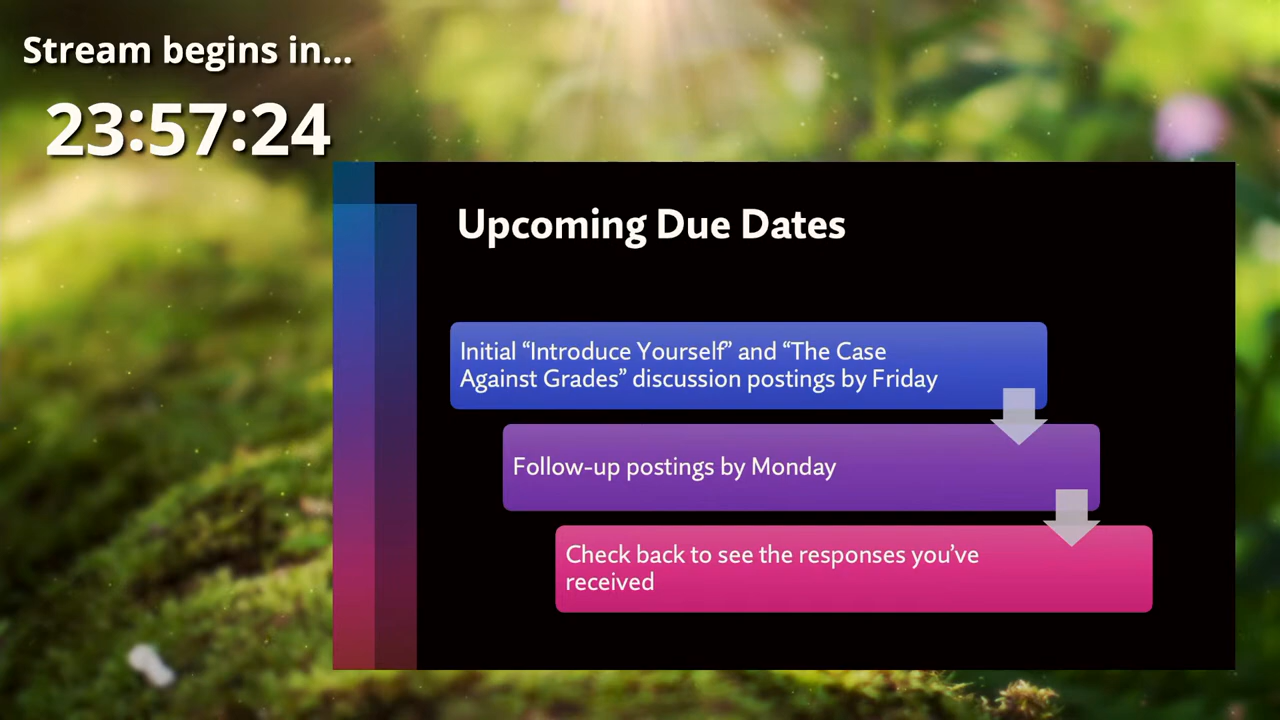 Stream begins in...
23:57:24
Upcoming Due Dates
Initial “Introduce Yourself” and “The Case
Against Grades” discussion postings by Friday
Follow-up postings by Monday
Check back to see the responses you’ve
received